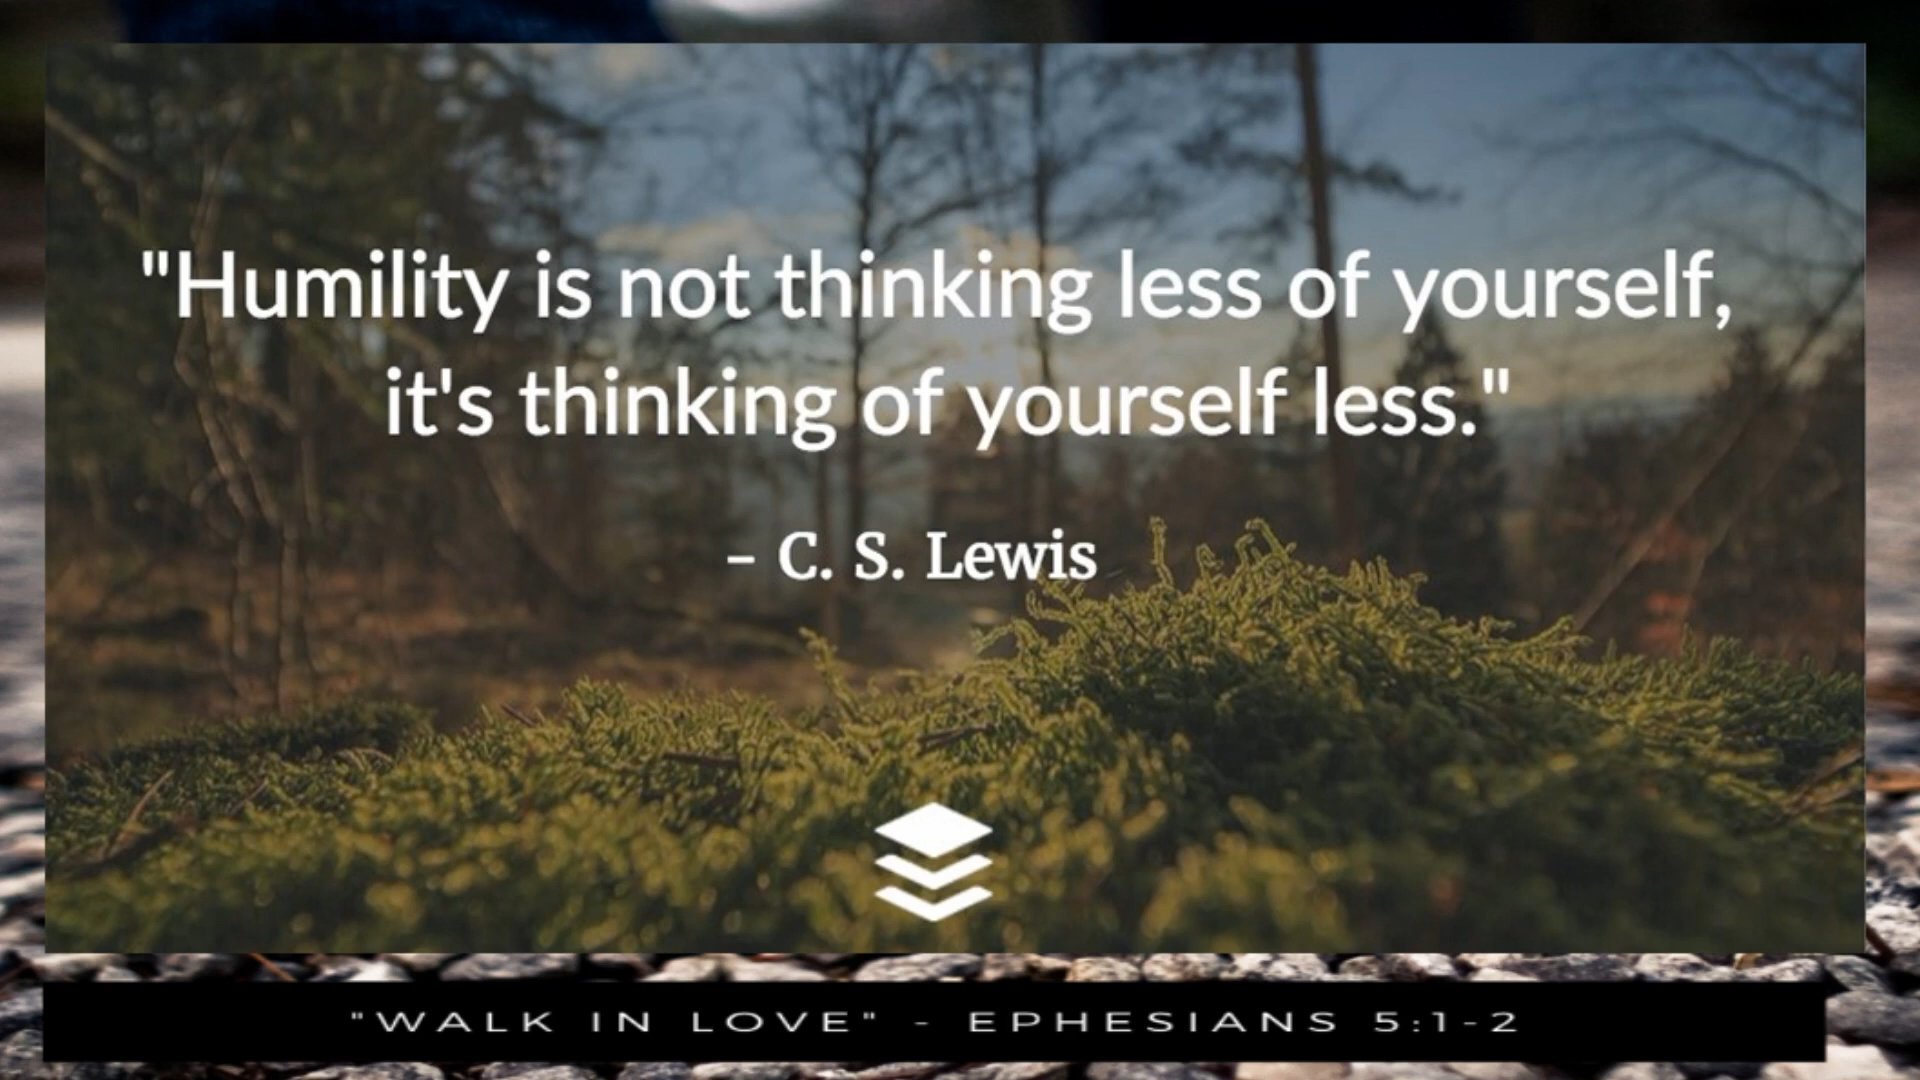 "Humility is not thinking less of yourself,
it's thinking of yourself less."
– C. S. Lewis
"WALK IN LOVE" - EPHESIANS 5:1-2